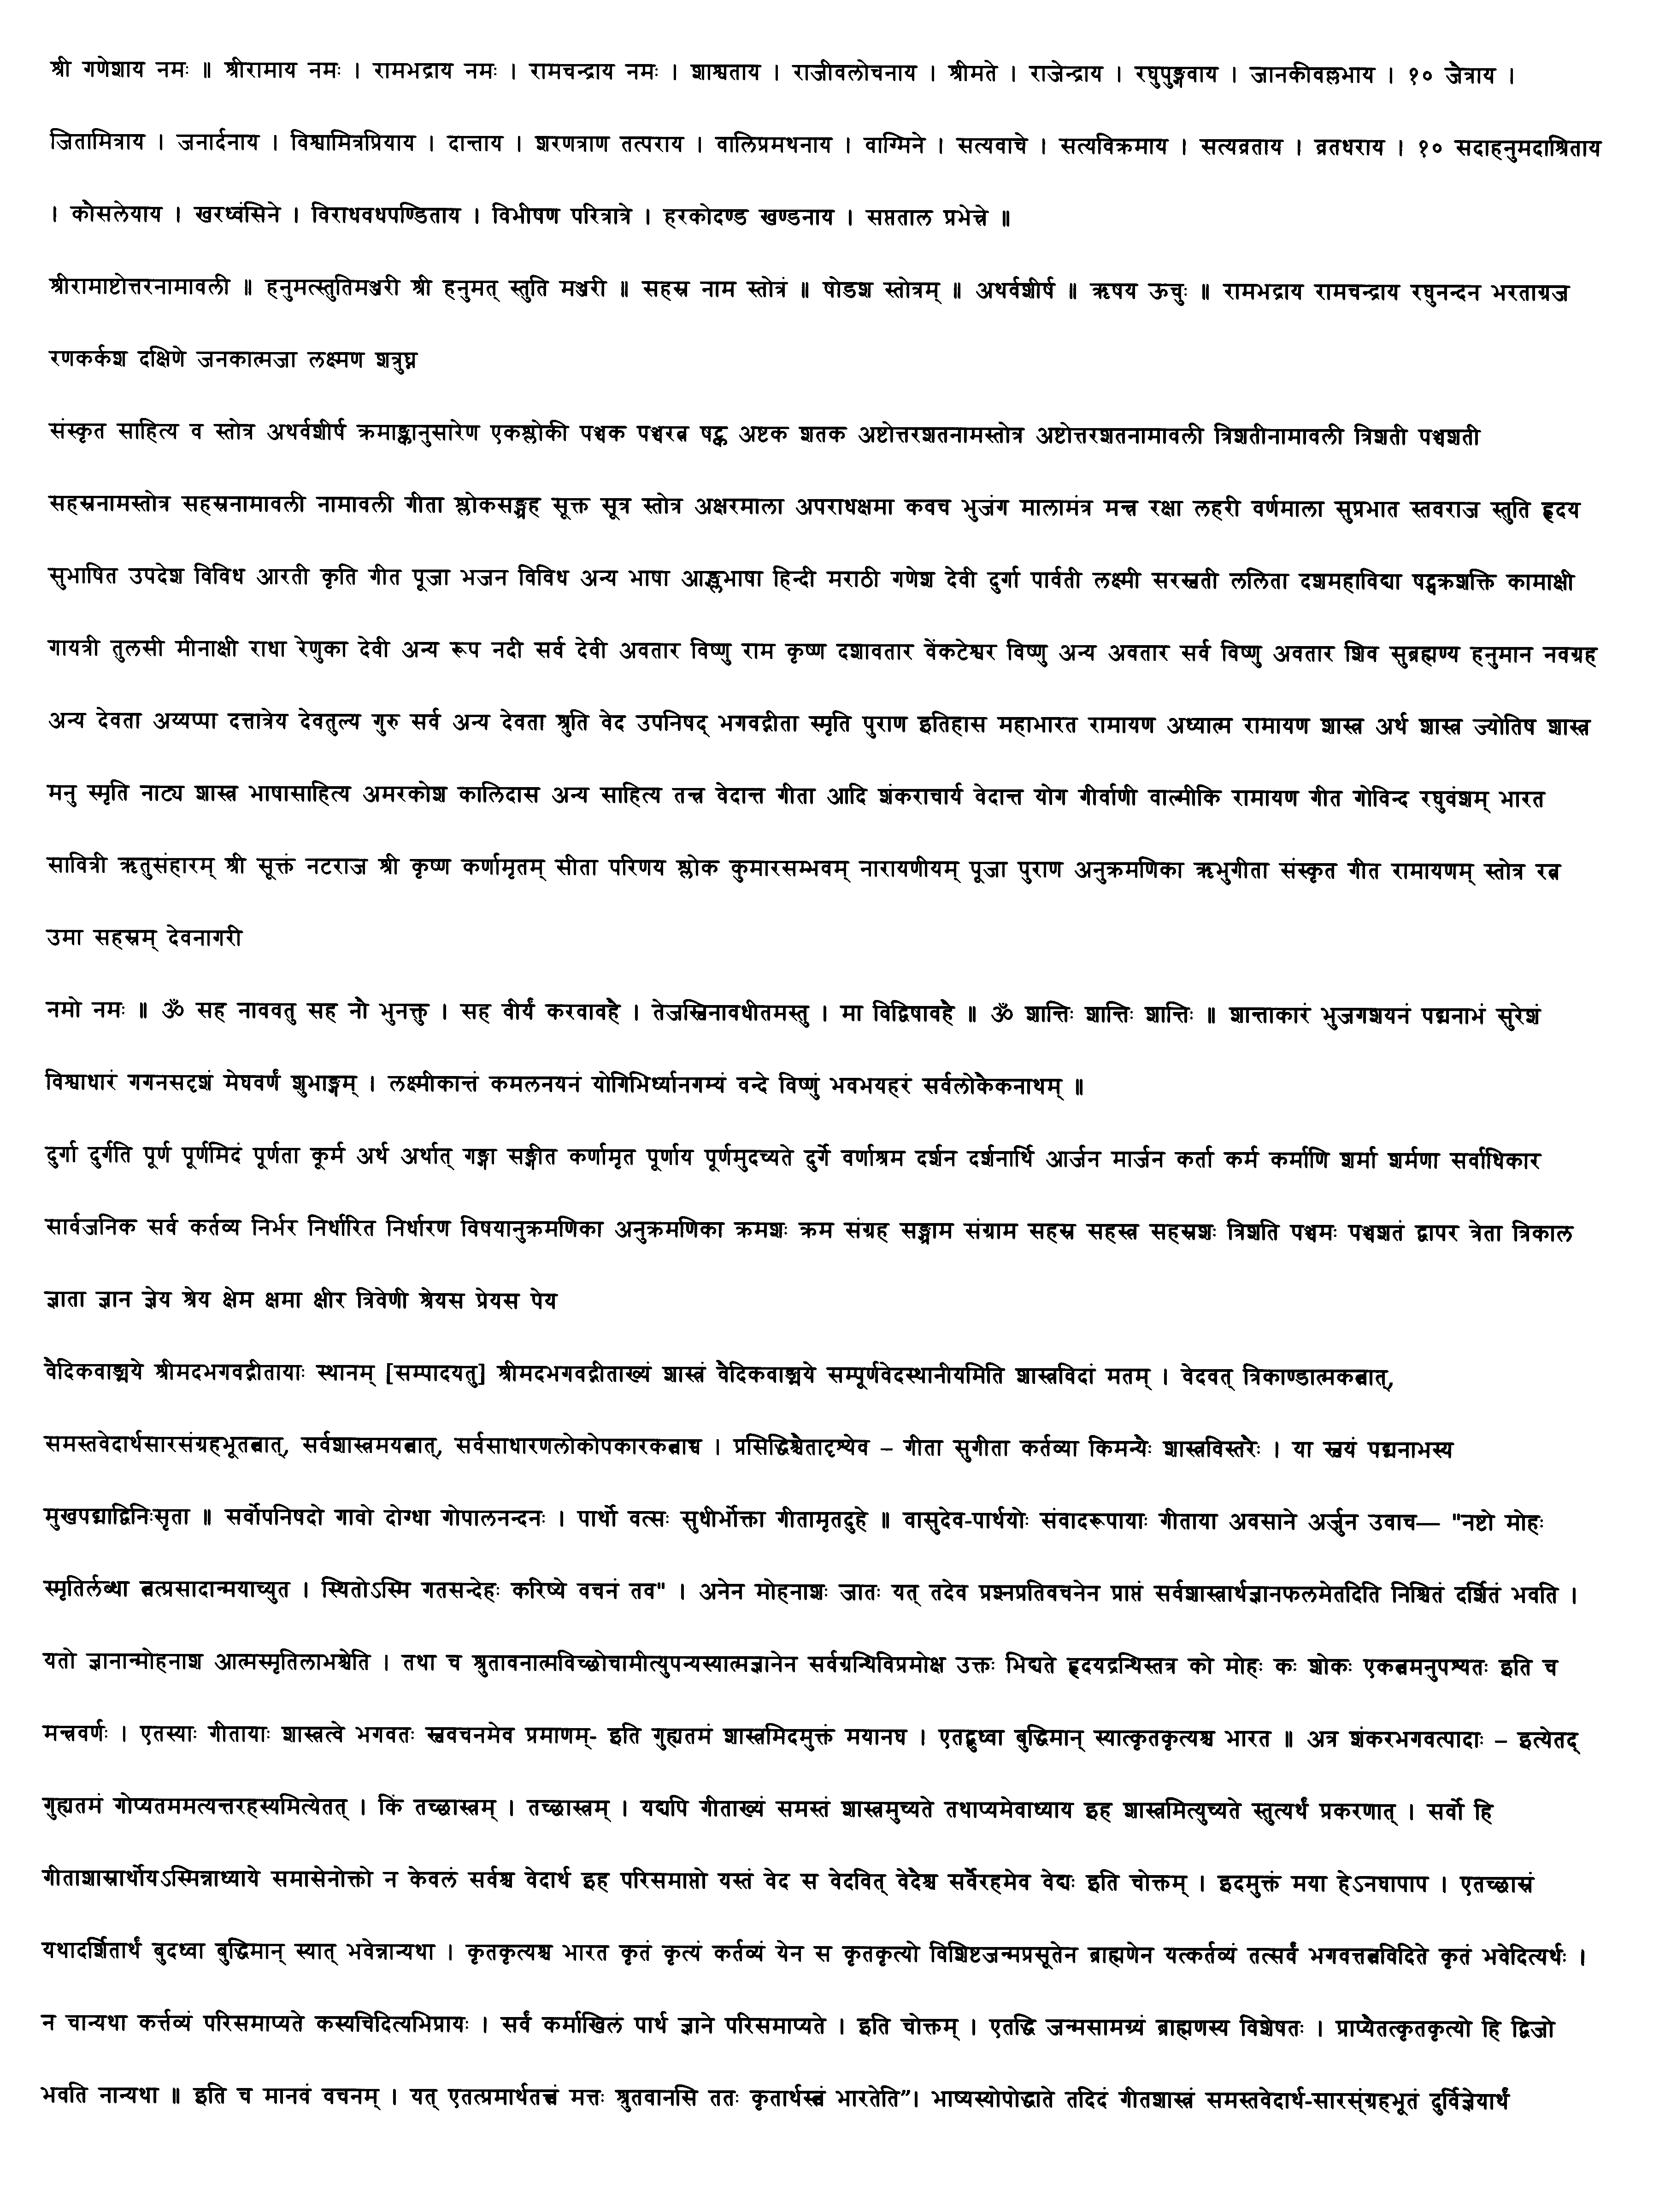 श्री गणेशाय नमः ॥ श्रीरामाय नमः । रामभद्राय नमः । रामचन्द्राय नमः । शाश्वताय । राजीवलोचनाय । श्रीमते । राजेन्द्राय । रघुपुङ्गवाय । जानकीवल्लभाय । १० जैत्राय ।
जितामित्राय । जनार्दनाय । विश्वामित्रप्रियाय । दान्ताय । शरणत्राण तत्पराय । वालिप्रमथनाय । वाग्मिने । सत्यवाचे । सत्यविक्रमाय । सत्यव्रताय । व्रतधराय । १० सदाहनुमदाश्रिताय
। कौसलेयाय । खरध्वंसिने । विराधवधपण्डिताय । विभीषण परित्रात्रे । हरकोदण्ड खण्डनाय । सप्तताल प्रभेत्त्रे ॥
श्रीरामाष्टोत्तरनामावली ॥ हनुमत्स्तुतिमञ्जरी श्री हनुमत् स्तुति मञ्जरी ॥ सहस्र नाम स्तोत्रं ॥ षोडश स्तोत्रम् ॥ अथर्वशीर्ष ॥ ऋषय ऊचुः ॥ रामभद्राय रामचन्द्राय रघुनन्दन भरताग्रज
रणकर्कश दक्षिणे जनकात्मजा लक्ष्मण शत्रुघ्न
संस्कृत साहित्य व स्तोत्र अथर्वशीर्ष क्रमाङ्कानुसारेण एकश्लोकी पञ्चक पञ्चरत्न षट्क अष्टक शतक अष्टोत्तरशतनामस्तोत्र अष्टोत्तरशतनामावली त्रिशतीनामावली त्रिशती पञ्चशती
सहस्रनामस्तोत्र सहस्रनामावली नामावली गीता श्लोकसङ्ग्रह सूक्त सूत्र स्तोत्र अक्षरमाला अपराधक्षमा कवच भुजंग मालामंत्र मन्त्र रक्षा लहरी वर्णमाला सुप्रभात स्तवराज स्तुति हृदय
सुभाषित उपदेश विविध आरती कृति गीत पूजा भजन विविध अन्य भाषा आङ्ग्लभाषा हिन्दी मराठी गणेश देवी दुर्गा पार्वती लक्ष्मी सरस्वती ललिता दशमहाविद्या षट्चक्रशक्ति कामाक्षी
गायत्री तुलसी मीनाक्षी राधा रेणुका देवी अन्य रूप नदी सर्व देवी अवतार विष्णु राम कृष्ण दशावतार वेंकटेश्वर विष्णु अन्य अवतार सर्व विष्णु अवतार शिव सुब्रह्मण्य हनुमान नवग्रह
अन्य देवता अय्यप्पा दत्तात्रेय देवतुल्य गुरु सर्व अन्य देवता श्रुति वेद उपनिषद् भगवद्गीता स्मृति पुराण इतिहास महाभारत रामायण अध्यात्म रामायण शास्त्र अर्थ शास्त्र ज्योतिष शास्त्र
मनु स्मृति नाट्य शास्त्र भाषासाहित्य अमरकोश कालिदास अन्य साहित्य तन्त्र वेदान्त गीता आदि शंकराचार्य वेदान्त योग गीर्वाणी वाल्मीकि रामायण गीत गोविन्द रघुवंशम् भारत
सावित्री ऋतुसंहारम् श्री सूक्तं नटराज श्री कृष्ण कर्णामृतम् सीता परिणय श्लोक कुमारसम्भवम् नारायणीयम् पूजा पुराण अनुक्रमणिका ऋभुगीता संस्कृत गीत रामायणम् स्तोत्र रत्न
उमा सहस्रम् देवनागरी
नमो नमः ॥ ॐ सह नाववतु सह नौ भुनक्तु । सह वीर्यं करवावहै । तेजस्विनावधीतमस्तु । मा विद्विषावहै ॥ ॐ शान्तिः शान्तिः शान्तिः ॥ शान्ताकारं भुजगशयनं पद्मनाभं सुरेशं
विश्वाधारं गगनसदृशं मेघवर्णं शुभाङ्गम् । लक्ष्मीकान्तं कमलनयनं योगिभिर्ध्यानगम्यं वन्दे विष्णुं भवभयहरं सर्वलोकैकनाथम् ॥
दुर्गा दुर्गति पूर्ण पूर्णमिदं पूर्णता कूर्म अर्थ अर्थात् गङ्गा सङ्गीत कर्णामृत पूर्णाय पूर्णमुदच्यते दुर्गे वर्णाश्रम दर्शन दर्शनार्थि आर्जन मार्जन कर्ता कर्म कर्माणि शर्मा शर्मणा सर्वाधिकार
सार्वजनिक सर्व कर्तव्य निर्भर निर्धारित निर्धारण विषयानुक्रमणिका अनुक्रमणिका क्रमशः क्रम संग्रह सङ्ग्राम संग्राम सहस्र सहस्त्र सहस्रशः त्रिशति पञ्चमः पञ्चशतं द्वापर त्रेता त्रिकाल
ज्ञाता ज्ञान ज्ञेय श्रेय क्षेम क्षमा क्षीर त्रिवेणी श्रेयस प्रेयस पेय
वैदिकवाङ्मये श्रीमदभगवद्गीतायाः स्थानम् [सम्पादयतु] श्रीमदभगवद्गीताख्यं शास्त्रं वैदिकवाङ्मये सम्पूर्णवेदस्थानीयमिति शास्त्रविदां मतम् । वेदवत् त्रिकाण्डात्मकत्वात्,
समस्तवेदार्थसारसंग्रहभूतत्वात्, सर्वशास्त्रमयत्वात्, सर्वसाधारणलोकोपकारकत्वाच्च । प्रसिद्धिश्चैतादृश्येव – गीता सुगीता कर्तव्या किमन्यैः शास्त्रविस्तरैः । या स्वयं पद्मनाभस्य
मुखपद्माद्विनिःसृता ॥ सर्वोपनिषदो गावो दोग्धा गोपालनन्दनः । पार्थो वत्सः सुधीर्भोक्ता गीतामृतदुहे ॥ वासुदेव-पार्थयोः संवादरूपायाः गीताया अवसाने अर्जुन उवाच— "नष्टो मोहः
स्मृतिर्लब्धा त्वत्प्रसादान्मयाच्युत । स्थितोऽस्मि गतसन्देहः करिष्ये वचनं तव" । अनेन मोहनाशः जातः यत् तदेव प्रश्नप्रतिवचनेन प्राप्तं सर्वशास्त्रार्थज्ञानफलमेतदिति निश्चितं दर्शितं भवति ।
यतो ज्ञानान्मोहनाश आत्मस्मृतिलाभश्चेति । तथा च श्रुतावनात्मविच्छोचामीत्युपन्यस्यात्मज्ञानेन सर्वग्रन्थिविप्रमोक्ष उक्तः भिद्यते हृदयद्रन्थिस्तत्र को मोहः कः शोकः एकत्वमनुपश्यतः इति च
मन्त्रवर्णः । एतस्याः गीतायाः शास्त्रत्वे भगवतः स्ववचनमेव प्रमाणम्- इति गुह्यतमं शास्त्रमिदमुक्तं मयानघ । एतद्बुध्वा बुद्धिमान् स्यात्कृतकृत्यश्च भारत ॥ अत्र शंकरभगवत्पादाः – इत्येतद्
गुह्यतमं गोप्यतममत्यन्तरहस्यमित्येतत् । किं तच्छास्त्रम् । तच्छास्त्रम् । यद्यपि गीताख्यं समस्तं शास्त्रमुच्यते तथाप्यमेवाध्याय इह शास्त्रमित्युच्यते स्तुत्यर्थं प्रकरणात् । सर्वो हि
गीताशास्रार्थोयऽस्मिन्नाध्याये समासेनोक्तो न केवलं सर्वश्च वेदार्थ इह परिसमाप्तो यस्तं वेद स वेदवित् वेदैश्च सर्वैरहमेव वेद्यः इति चोक्तम् । इदमुक्तं मया हेऽनघापाप । एतच्छास्रं
यथादर्शितार्थं बुदध्वा बुद्धिमान् स्यात् भवेन्नान्यथा । कृतकृत्यश्च भारत कृतं कृत्यं कर्तव्यं येन स कृतकृत्यो विशिष्टजन्मप्रसूतेन ब्राह्मणेन यत्कर्तव्यं तत्सर्वं भगवत्तत्वविदिते कृतं भवेदित्यर्थः ।
न चान्यथा कर्त्तव्यं परिसमाप्यते कस्यचिदित्यभिप्रायः । सर्वं कर्माखिलं पार्थ ज्ञाने परिसमाप्यते । इति चोक्तम् । एतद्धि जन्मसामग्र्यं ब्राह्मणस्य विशेषतः । प्राप्यैतत्कृतकृत्यो हि द्विजो
भवति नान्यथा ॥ इति च मानवं वचनम् । यत् एतत्प्रमार्थतत्त्वं मत्तः श्रुतवानसि ततः कृतार्थस्त्वं भारतेति”। भाष्यस्योपोद्घाते तदिदं गीतशास्त्रं समस्तवेदार्थ-सारस्ंग्रहभूतं दुर्विज्ञेयार्थं